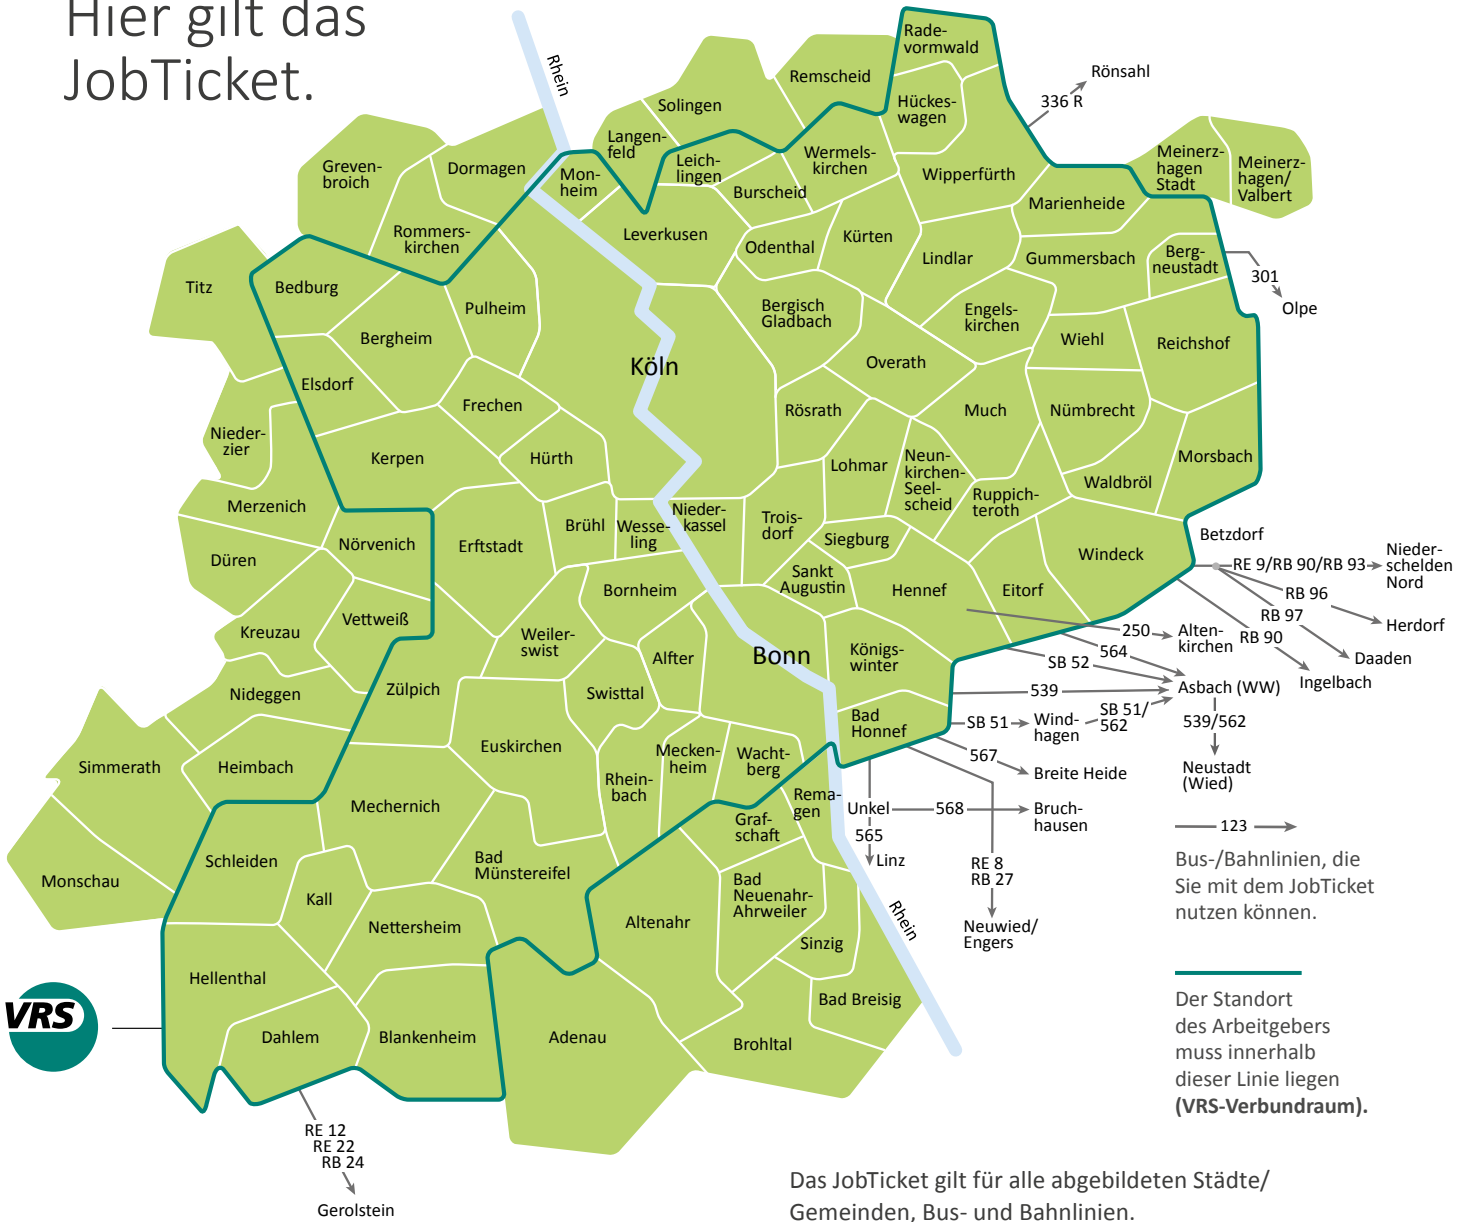 Hier gilt das
JobTicket.
Rhein
Rade-
vormwald
Rönsahl
336 R
Remscheid
Solingen
Hückes-
wagen
Langen-
feld
Leich-
lingen
Wermels-
kirchen
Meinerz-
hagen
Stadt
Meinerz-
hagen/
Valbert
Greven-
broich
Dormagen
Mon-
heim
Burscheid
Wipperfürth
Marienheide
Rommers-
kirchen
Leverkusen
Odenthal
Kürten
Lindlar
Gummersbach
Berg-
neustadt
301
Olpe
Titz
Bedburg
Pulheim
Bergisch
Gladbach
Engels-
kirchen
Bergheim
Wiehl
Reichshof
Köln
Overath
Elsdorf
Frechen
Rösrath
Much
Nümbrecht
Nieder-
zier
Kerpen
Hürth
Lohmar
Neun-
kirchen-
Seel-
scheid
Morsbach
Waldbröl
Ruppich-
teroth
Merzenich
Nörvenich
Erftstadt
Brühl
Wesse-
ling
Nieder-
kassel
Trois-
dorf
Siegburg
Windeck
Betzdorf
RE 9/RB 90/RB 93
Nieder-
schelden
Nord
Düren
Sankt
Augustin
Hennef
Eitorf
RB 96
Herdorf
RB 97
Daaden
RB 90
Ingelbach
Bornheim
Kreuzau
Vettweiß
Weiler-
swist
Alfter
Bonn
Königs-
winter
250
Alten-
kirchen
564
SB 52
Asbach (WW)
539
Nideggen
Zülpich
Swisttal
Bad
Honnef
SB 51
Wind-
hagen
SB 51/
562
539/562
Neustadt
(Wied)
Simmerath
Heimbach
Euskirchen
Rhein-
bach
Mecken-
heim
Wacht-
berg
567
Breite Heide
Mechernich
Rema-
gen
Unkel
568
Bruch-
hausen
565
Linz
123
Graf-
schaft
RE 8
RB 27
Neuwied/
Engers
Bus-/Bahnlinien, die
Sie mit dem JobTicket
nutzen können.
Monschau
Schleiden
Kall
Bad
Münstereifel
Bad
Neuenahr-
Ahrweiler
Altenahr
Nettersheim
Sinzig
Rhein
Hellenthal
Bad Breisig
Der Standort
des Arbeitgebers
muss innerhalb
dieser Linie liegen
(VRS-Verbundraum).
VRS
Dahlem
Blankenheim
Adenau
Brohltal
RE 12
RE 22
RB 24
Gerolstein
Das JobTicket gilt für alle abgebildeten Städte/
Gemeinden, Bus- und Bahnlinien.